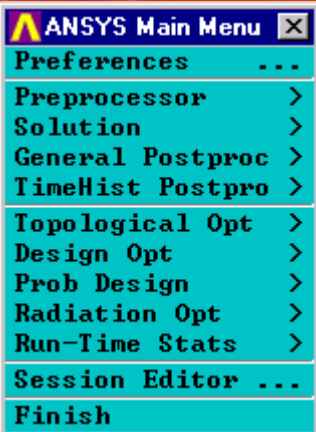 ANSYS Main Menu
Preferences ...
Preprocessor >
Solution >
General Postproc >
TimeHist Postpro >
Topological Opt >
Design Opt >
Prob Design >
Radiation Opt >
Run-Time Stats >
Session Editor ...
Finish